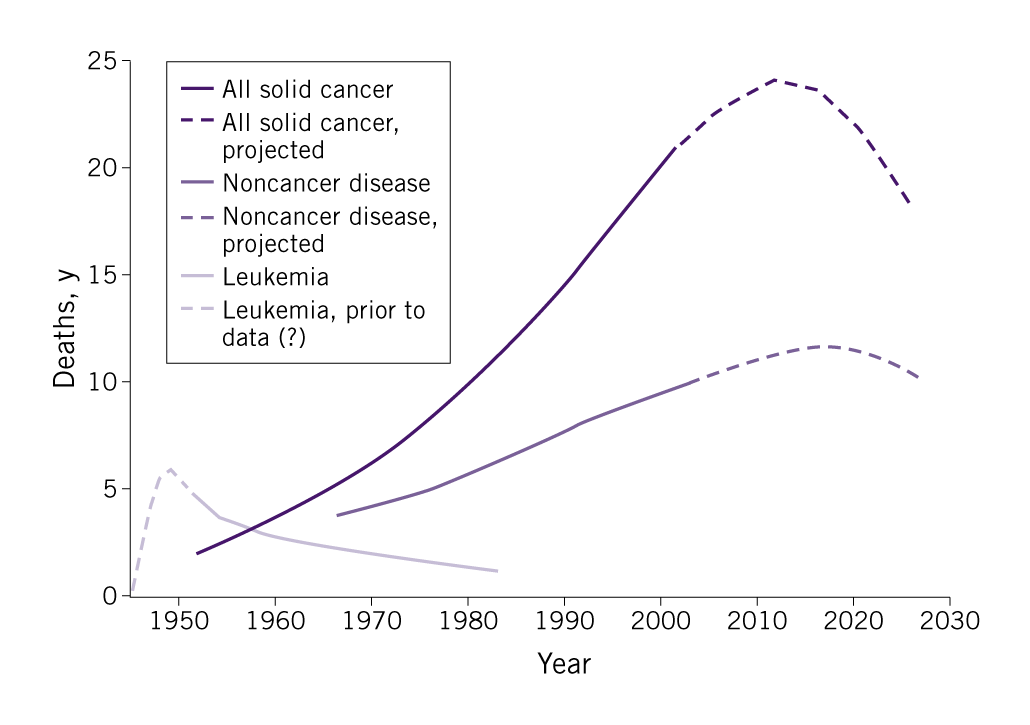 25
20
15
10
5
0
Deaths, y
All solid cancer
All solid cancer,
projected
Noncancer disease
Noncancer disease,
projected
Leukemia
Leukemia, prior to
data (?)
1950 1960 1970 1980 1990 2000 2010 2020 2030
Year